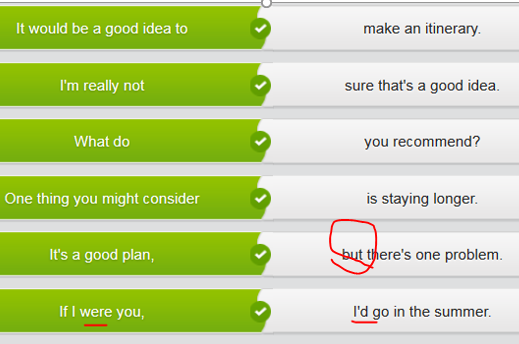 It would be a good idea to make an itinerary.
I'm really not sure that's a good idea.
What do you recommend?
One thing you might consider is staying longer.
It's a good plan, but there's one problem.
If I were you, I'd go in the summer.